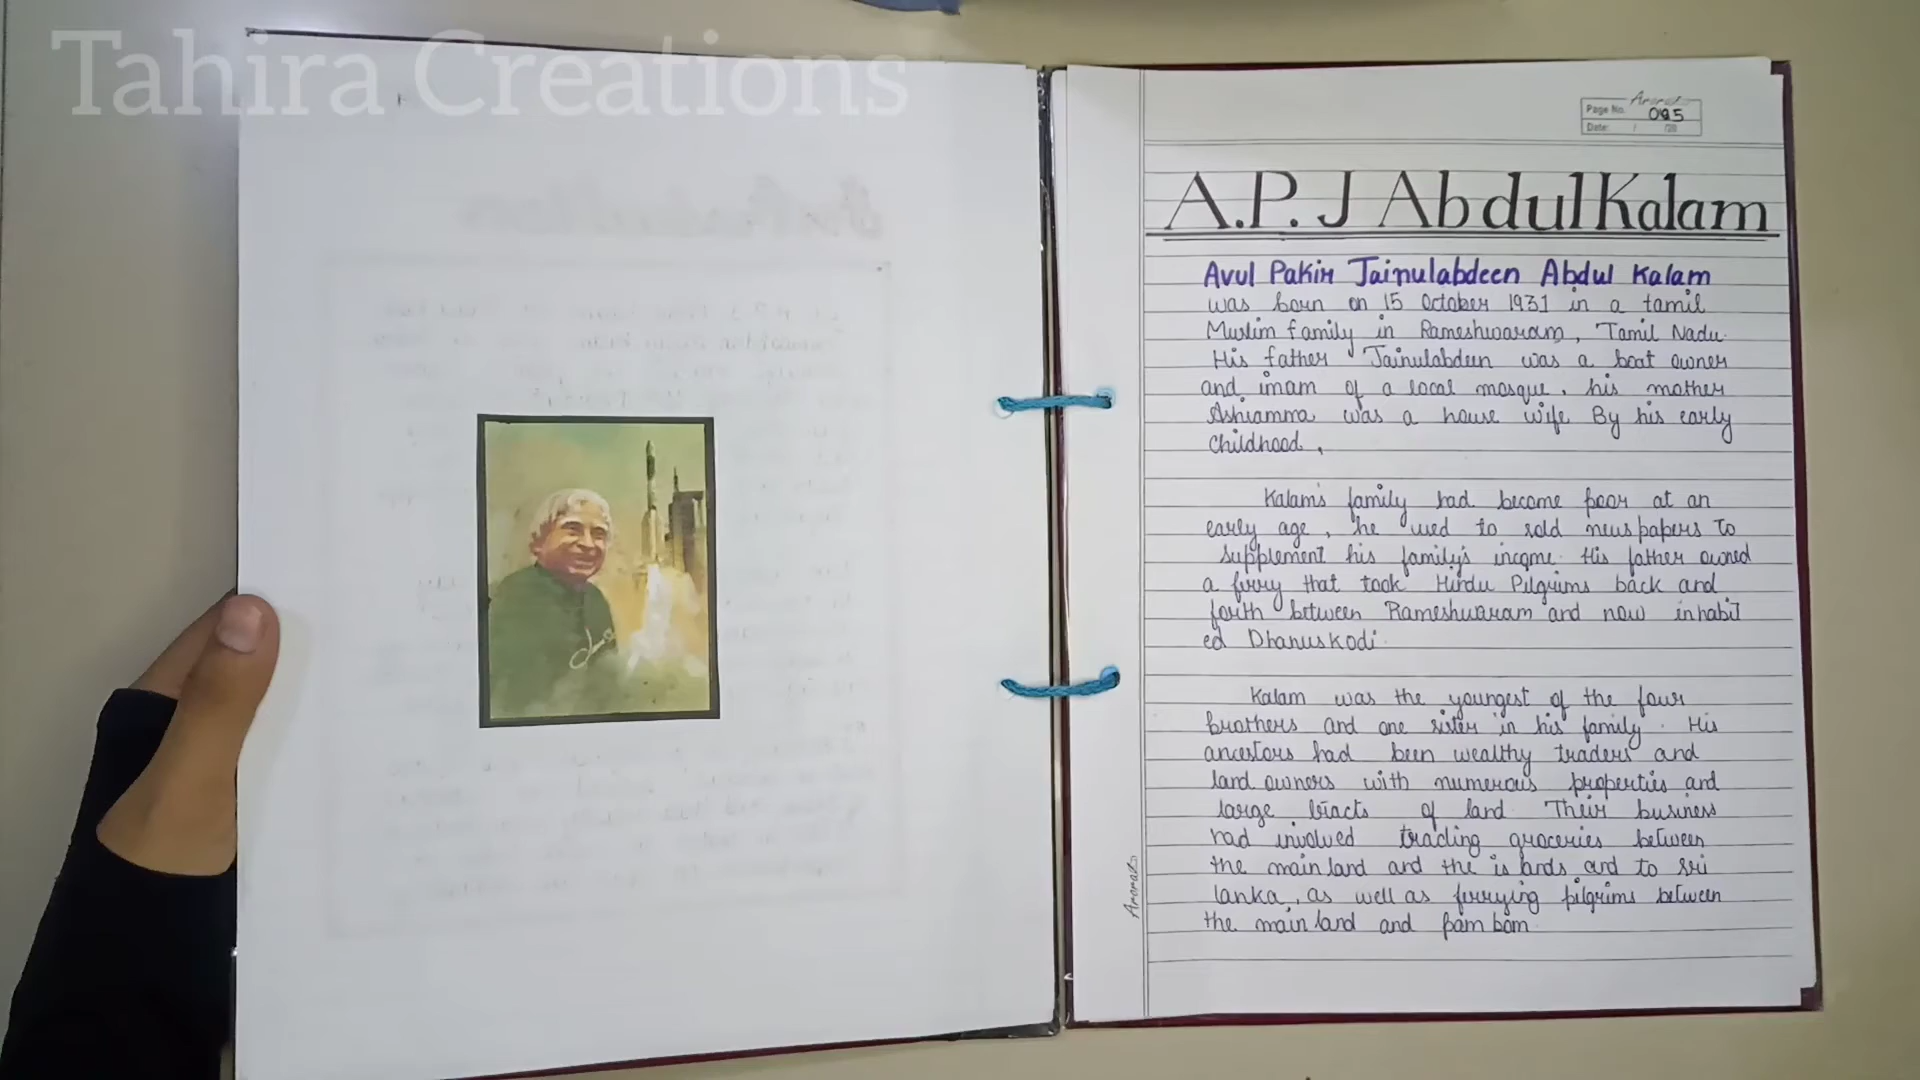 Tahira Creations
Page No. 005
Date: / /20
A.P. J Abdul Kalam
Avul Pakir Jainulabdeen Abdul Kalam
was born on 15 October 1931 in a tamil
Muslim family in Rameshwaram, Tamil Nadu.
His father Jainulabdeen was a boat owner
and imam of a local mosque, his mother
Ashiamma was a house wife By his early
childhood,
Kalam's family had become poor at an
early age, he used to sold newspapers to
supplement his family's income. His father owned
a ferry that took Hindu Pilgrims back and
forth between Rameshwaram and now inhabit
ed Dhanuskodi.
Kalam was the youngest of the four
brothers and one sister in his family. His
ancestors had been wealthy traders and
land owners with numerous properties and
large tracts of land. Their business
had involved trading groceries between
the main land and the islands and to sri
lanka, as well as ferrying pilgrims between
the main land and pam bam